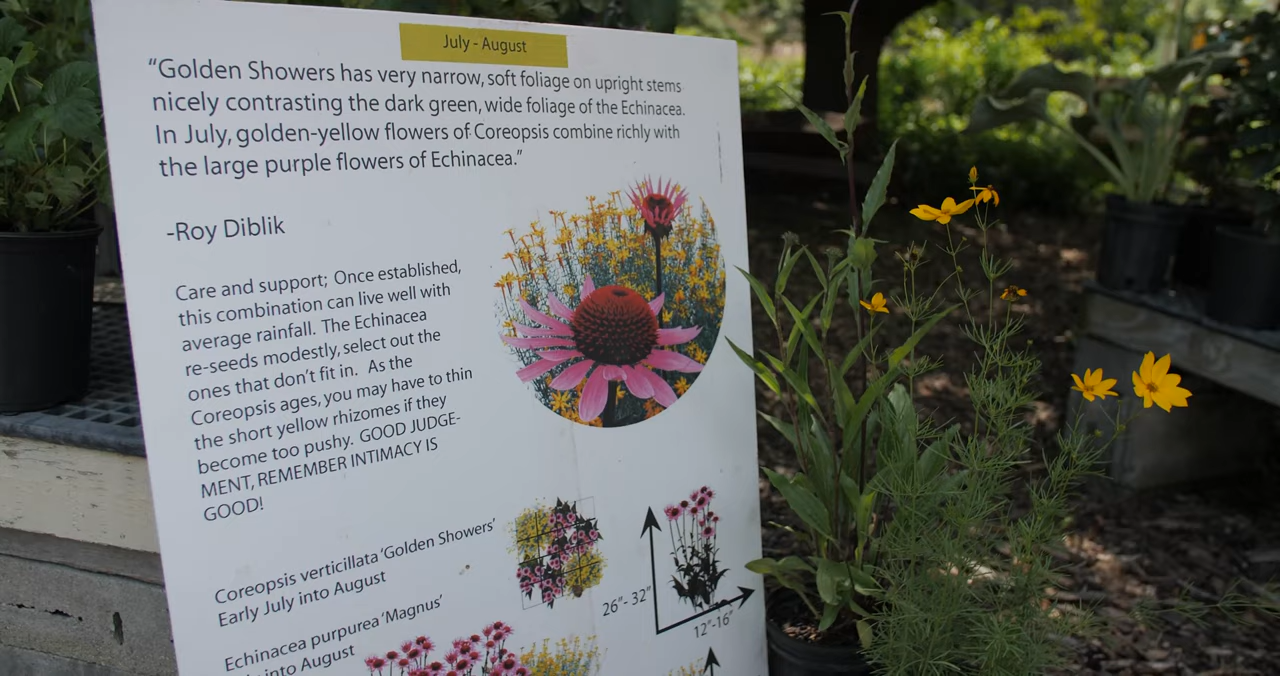 July - August
“Golden Showers has very narrow, soft foliage on upright stems
nicely contrasting the dark green, wide foliage of the Echinacea.
In July, golden-yellow flowers of Coreopsis combine richly with
the large purple flowers of Echinacea.”
-Roy Diblik
Care and support; Once established,
this combination can live well with
average rainfall. The Echinacea
re-seeds modestly, select out the
ones that don’t fit in. As the
Coreopsis ages, you may have to thin
the short yellow rhizomes if they
become too pushy. GOOD JUDGE-
MENT, REMEMBER INTIMACY IS
GOOD!
Coreopsis verticillata ‘Golden Showers’
Early July into August
Echinacea purpurea ‘Magnus’
into August
26”- 32”
12”-16”